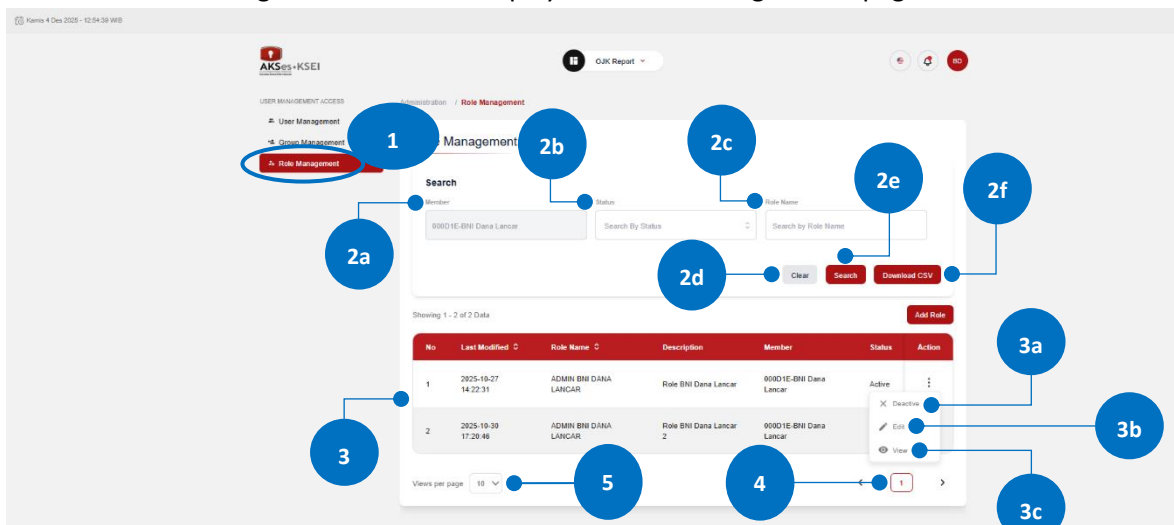 Kamis 4 Des 2025 - 12:54:39 WIB
AKSes•KSEI
OJK Report
BD
USER MANAGEMENT ACCESS
User Management
Group Management
Role Management
Administration / Role Management
Management
1
2a
2b
2c
2d
2e
2f
Search
Member
Status
Role Name
000D1E-BNI Dana Lancar
Search By Status
Search by Role Name
Clear
Search
Download CSV
Showing 1 - 2 of 2 Data
Add Role
No Last Modified Role Name Description Member Status Action
1 2025-10-27 14:22:31 ADMIN BNI DANA LANCAR Role BNI Dana Lancar 000D1E-BNI Dana Lancar Active
2 2025-10-30 17:20:46 ADMIN BNI DANA LANCAR Role BNI Dana Lancar 2 000D1E-BNI Dana Lancar
Deactive
Edit
View
3
3a
3b
3c
Views per page 10
5
4
1